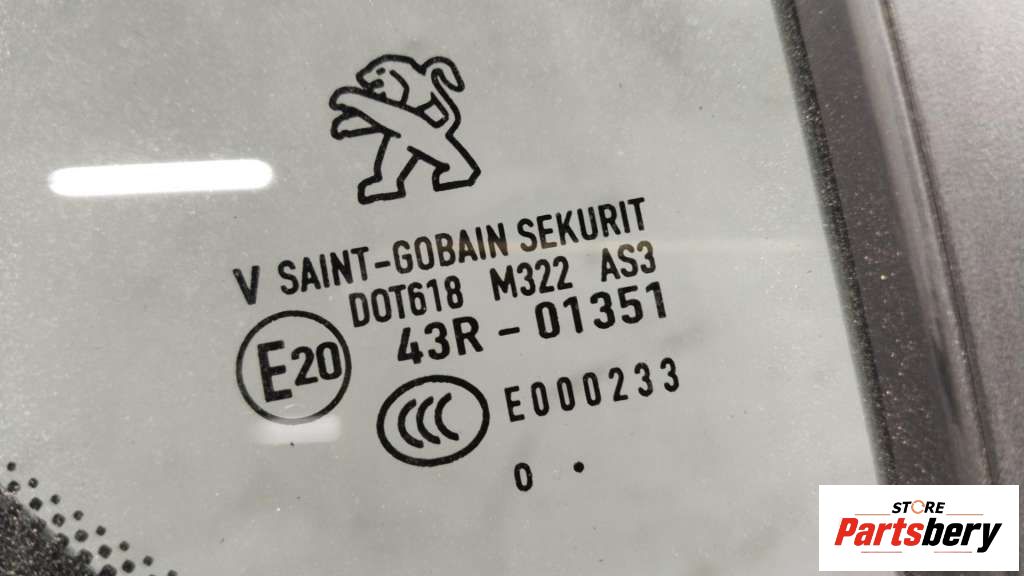 V SAINT-GOBAIN SEKURIT
DOT618 M322 AS3
43R - 01351
E20
CCC E000233
0 .
STORE
Partsbery